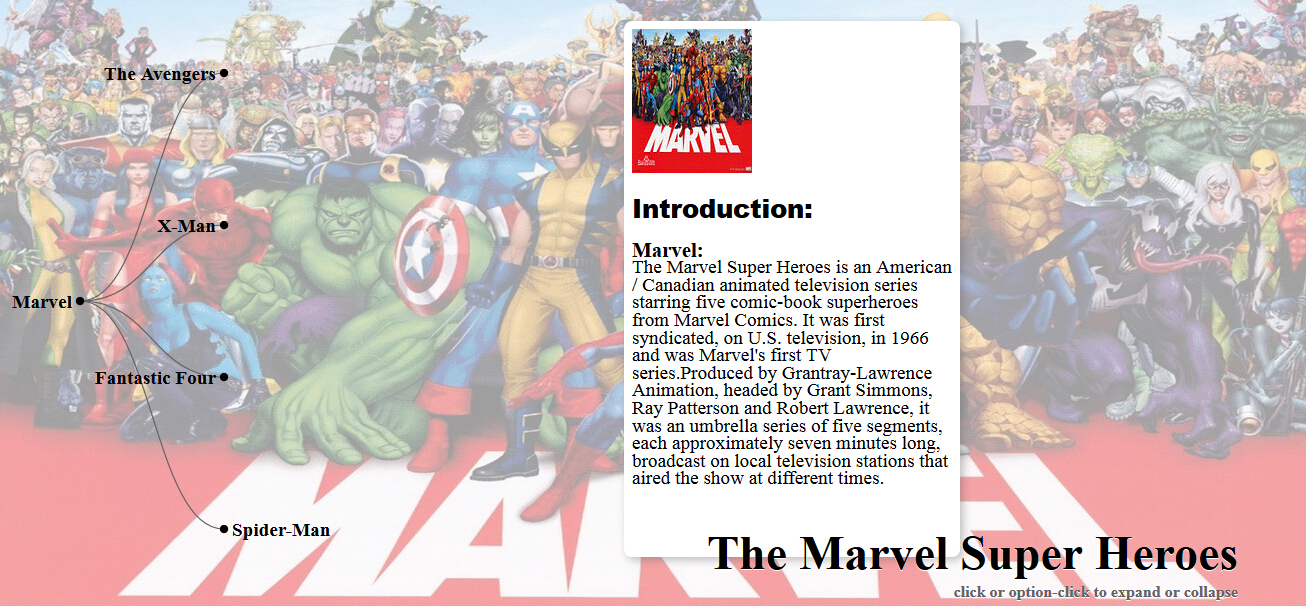 The Avengers
X-Man
Marvel
Fantastic Four
Spider-Man
MARVEL
Introduction:
Marvel:
The Marvel Super Heroes is an American
/ Canadian animated television series
starring five comic-book superheroes
from Marvel Comics. It was first
syndicated, on U.S. television, in 1966
and was Marvel's first TV
series.Produced by Grantray-Lawrence
Animation, headed by Grant Simmons,
Ray Patterson and Robert Lawrence, it
was an umbrella series of five segments,
each approximately seven minutes long,
broadcast on local television stations that
aired the show at different times.
The Marvel Super Heroes
click or option-click to expand or collapse